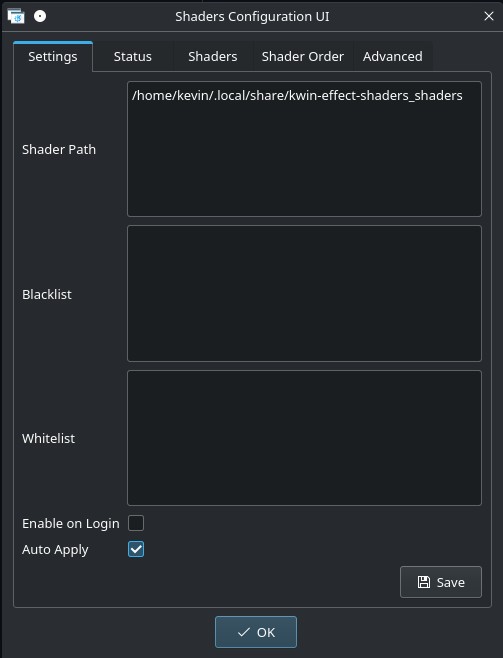 Shaders Configuration UI
Settings Status Shaders Shader Order Advanced
Shader Path
/home/kevin/.local/share/kwin-effect-shaders_shaders
Blacklist
Whitelist
Enable on Login
Auto Apply
Save
OK